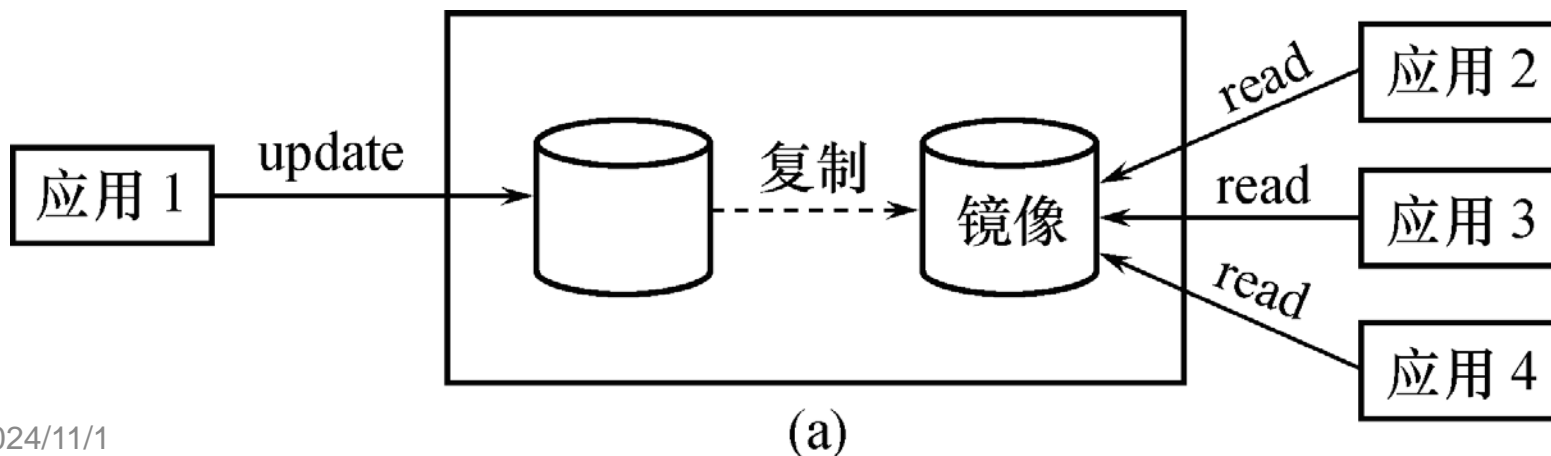 应用 1
update
复制
镜像
read
应用 2
read
应用 3
read
应用 4
024/11/1
(a)